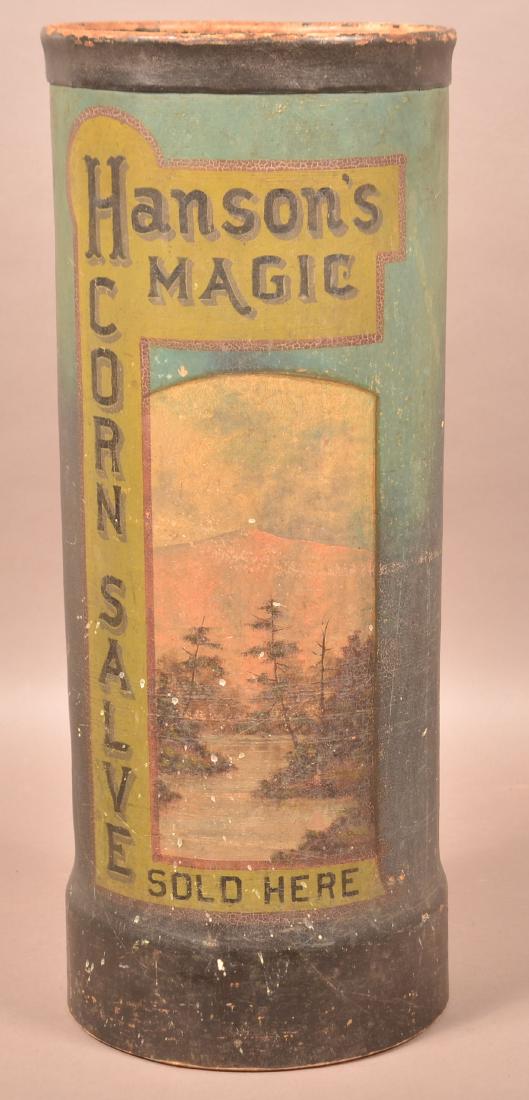 Hanson's
MAGIC
CORN SALVE
SOLD HERE